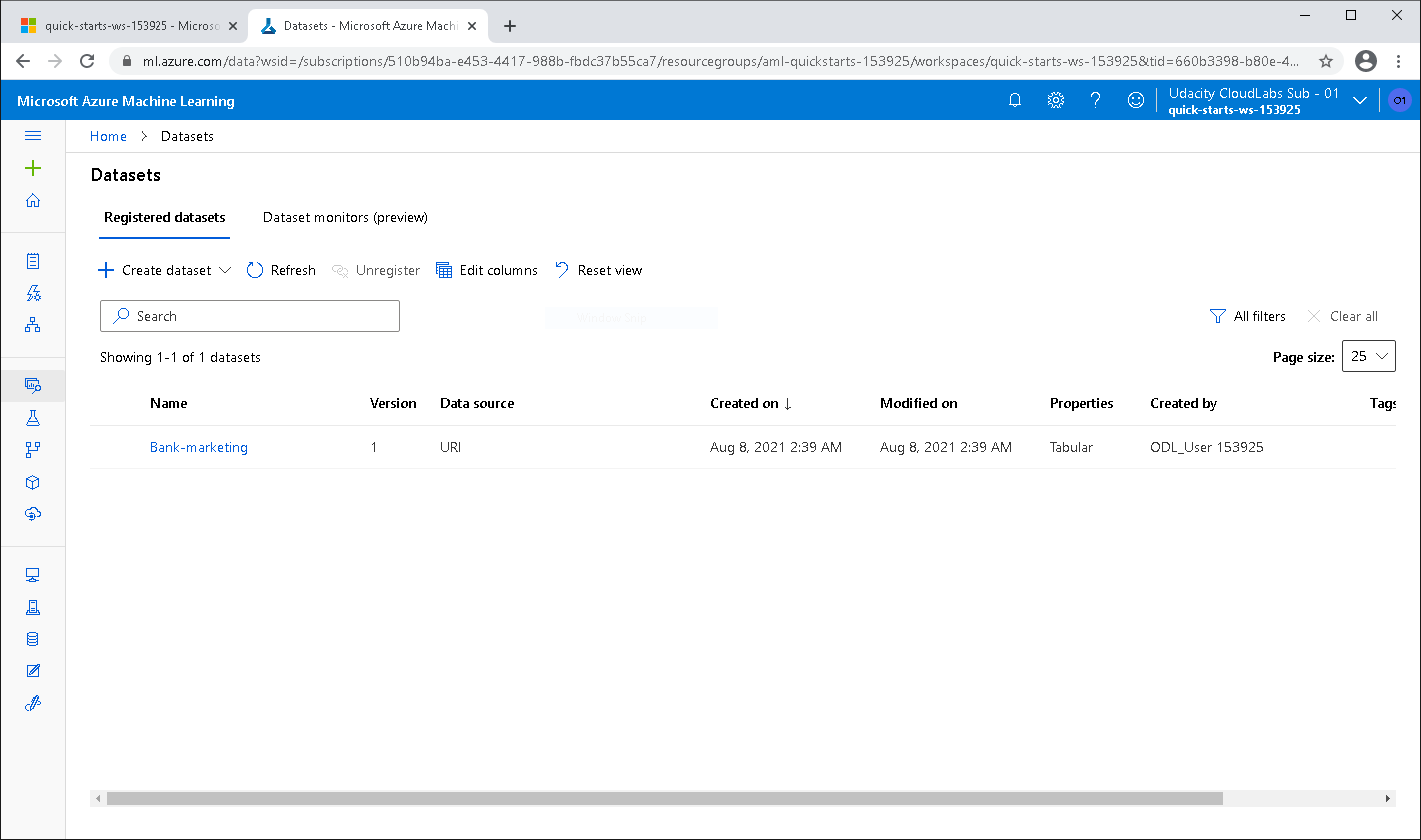 quick-starts-ws-153925 - Microso
Datasets - Microsoft Azure Machi
ml.azure.com/data?wsid=/subscriptions/510b94ba-e453-4417-988b-fbdc37b55ca7/resourcegroups/aml-quickstarts-153925/workspaces/quick-starts-ws-153925&tid=660b3398-b80e-4...
Microsoft Azure Machine Learning
Udacity CloudLabs Sub - 01
quick-starts-ws-153925
O1
Home > Datasets
Datasets
Registered datasets Dataset monitors (preview)
Create dataset Refresh Unregister Edit columns Reset view
Search
All filters Clear all
Showing 1-1 of 1 datasets
Page size: 25
Name Version Data source Created on ↓ Modified on Properties Created by Tags
Bank-marketing 1 URI Aug 8, 2021 2:39 AM Aug 8, 2021 2:39 AM Tabular ODL_User 153925